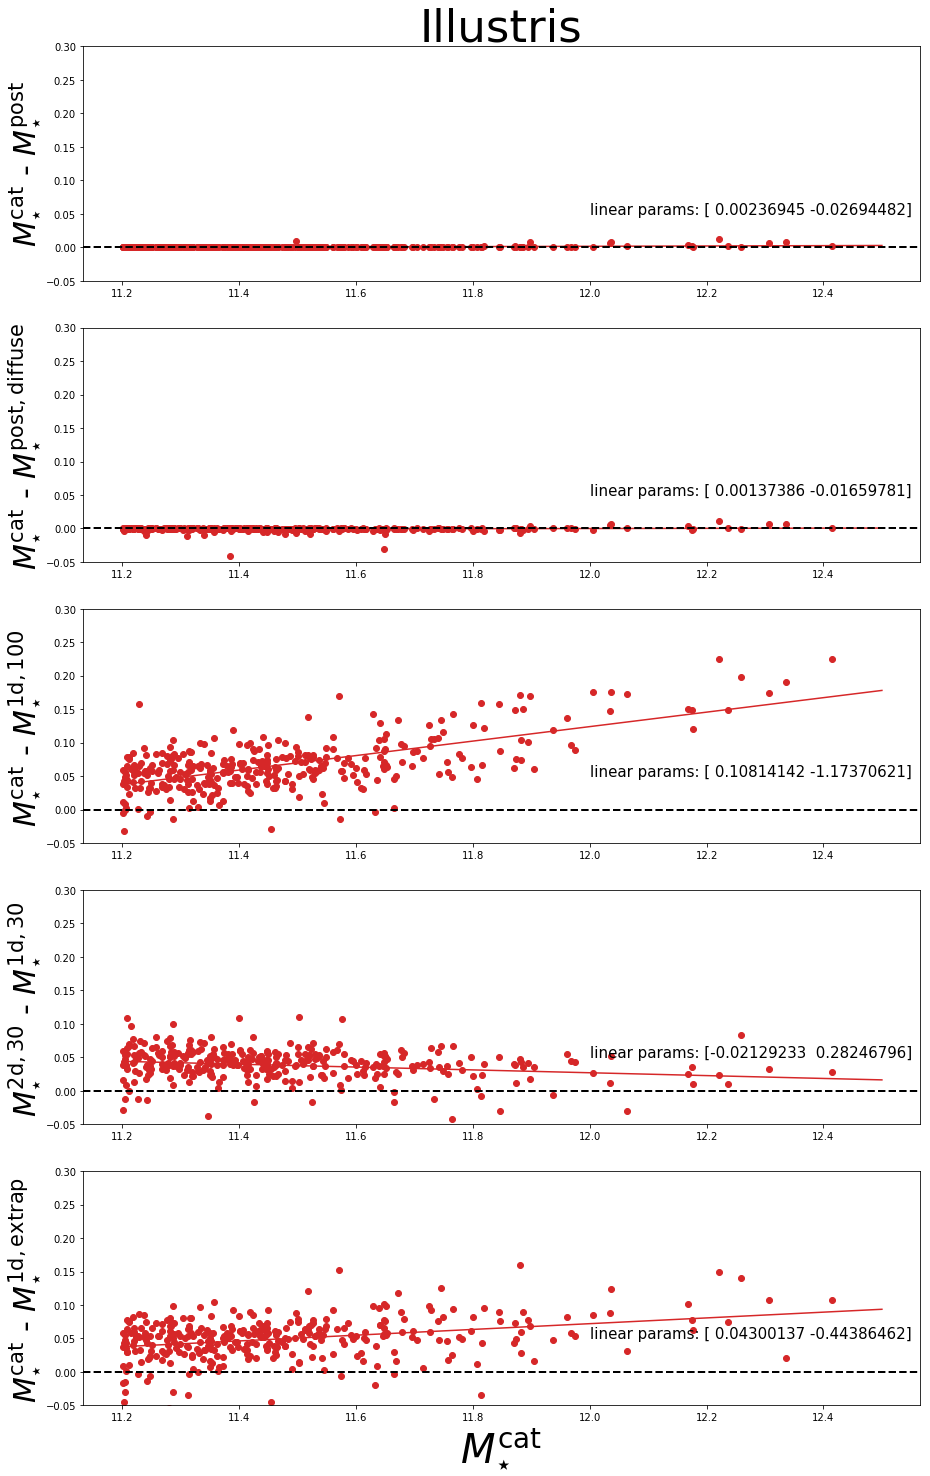 Illustris
M⋆^cat - M⋆^post
0.30
0.25
0.20
0.15
0.10
0.05
0.00
−0.05
linear params: [ 0.00236945 -0.02694482]
11.2 11.4 11.6 11.8 12.0 12.2 12.4
M⋆^cat - M⋆^post, diffuse
0.30
0.25
0.20
0.15
0.10
0.05
0.00
−0.05
linear params: [ 0.00137386 -0.01659781]
11.2 11.4 11.6 11.8 12.0 12.2 12.4
M⋆^cat - M⋆^1d, 100
0.30
0.25
0.20
0.15
0.10
0.05
0.00
−0.05
linear params: [ 0.10814142 -1.17370621]
11.2 11.4 11.6 11.8 12.0 12.2 12.4
M⋆^2d, 30 - M⋆^1d, 30
0.30
0.25
0.20
0.15
0.10
0.05
0.00
−0.05
linear params: [-0.02129233  0.28246796]
11.2 11.4 11.6 11.8 12.0 12.2 12.4
M⋆^cat - M⋆^1d, extrap
0.30
0.25
0.20
0.15
0.10
0.05
0.00
−0.05
linear params: [ 0.04300137 -0.44386462]
11.2 11.4 11.6 11.8 12.0 12.2 12.4
M⋆^cat